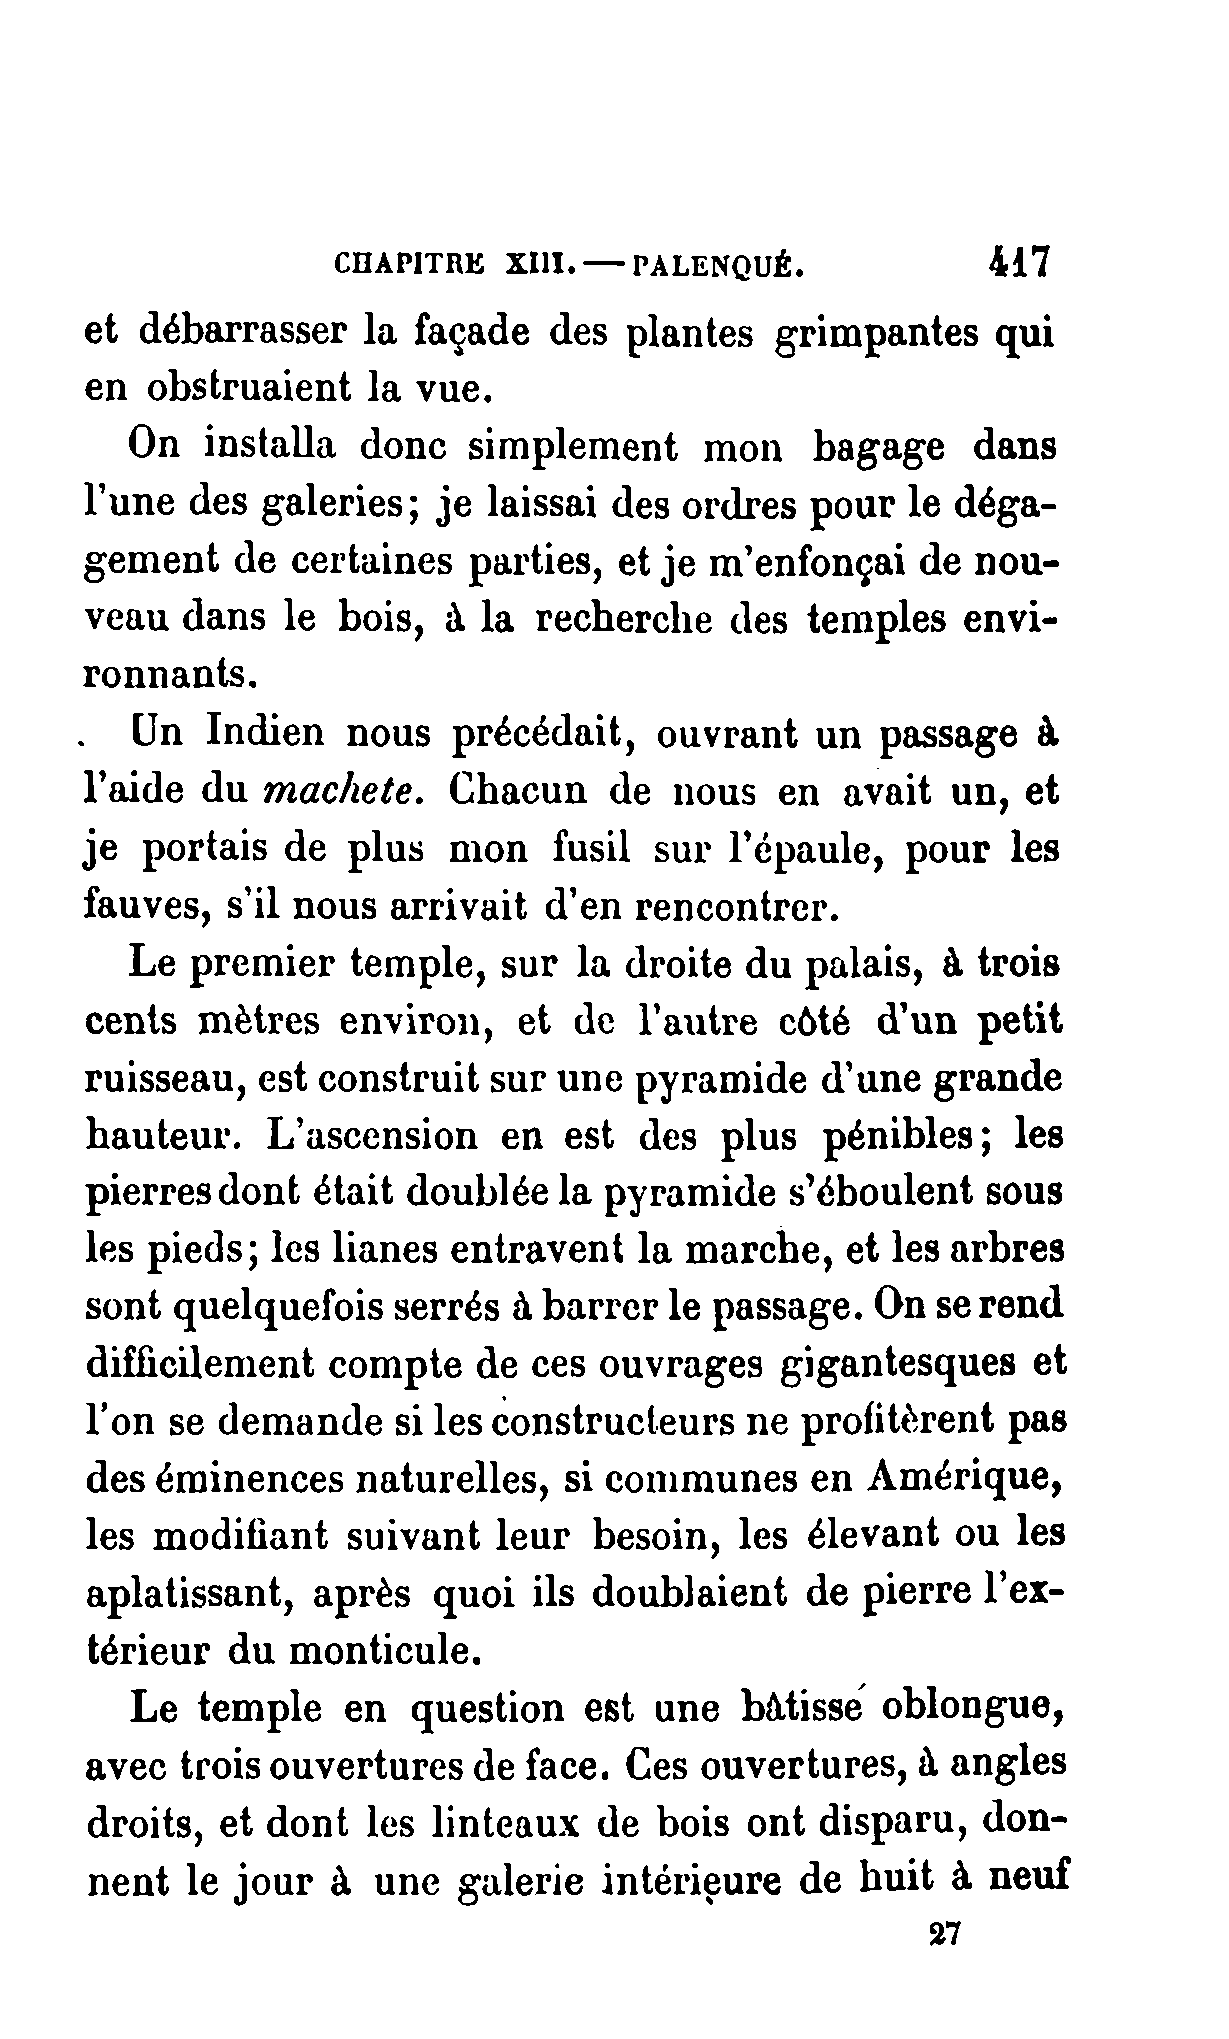 CHAPITRE XIII. — PALENQUÉ. 417
et débarrasser la façade des plantes grimpantes qui
en obstruaient la vue.
On installa donc simplement mon bagage dans
l'une des galeries; je laissai des ordres pour le déga-
gement de certaines parties, et je m'enfonçai de nou-
veau dans le bois, à la recherche des temples envi-
ronnants.
Un Indien nous précédait, ouvrant un passage à
l'aide du machete. Chacun de nous en avait un, et
je portais de plus mon fusil sur l'épaule, pour les
fauves, s'il nous arrivait d'en rencontrer.
Le premier temple, sur la droite du palais, à trois
cents mètres environ, et de l'autre côté d'un petit
ruisseau, est construit sur une pyramide d'une grande
hauteur. L'ascension en est des plus pénibles; les
pierres dont était doublée la pyramide s'éboulent sous
les pieds; les lianes entravent la marche, et les arbres
sont quelquefois serrés à barrer le passage. On se rend
difficilement compte de ces ouvrages gigantesques et
l'on se demande si les constructeurs ne profitèrent pas
des éminences naturelles, si communes en Amérique,
les modifiant suivant leur besoin, les élevant ou les
aplatissant, après quoi ils doublaient de pierre l'ex-
térieur du monticule.
Le temple en question est une bâtisse oblongue,
avec trois ouvertures de face. Ces ouvertures, à angles
droits, et dont les linteaux de bois ont disparu, don-
nent le jour à une galerie intérieure de huit à neuf
27